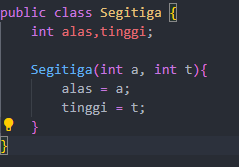 public class Segitiga {
    int alas,tinggi;

    Segitiga(int a, int t){
        alas = a;
        tinggi = t;
    }
}